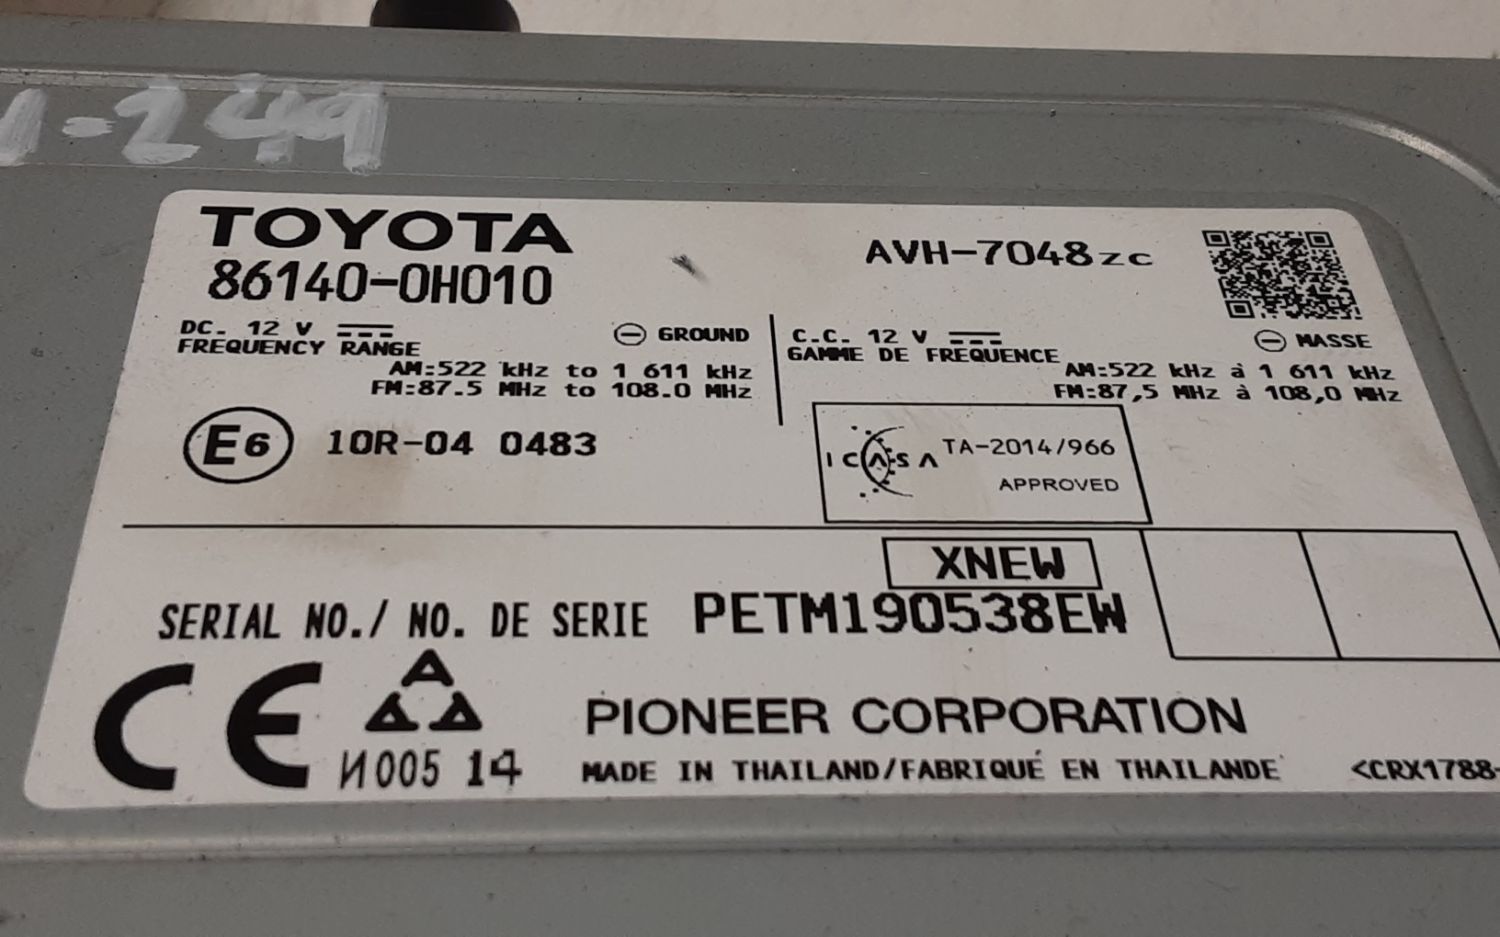 1-249
TOYOTA
86140-0H010
AVH-7048zc
DC. 12 V
GROUND
FREQUENCY RANGE
AM:522 kHz to 1 611 kHz
FM:87.5 MHz to 108.0 MHz
C.C. 12 V
MASSE
GAMME DE FREQUENCE
AM:522 kHz à 1 611 kHz
FM:87,5 MHz à 108,0 MHz
E6 10R-04 0483
ICASA TA-2014/966
APPROVED
XNEW
SERIAL NO./ NO. DE SERIE PETM190538EW
CE
И005 14
PIONEER CORPORATION
MADE IN THAILAND/FABRIQUÉ EN THAILANDE
<CRX1788-